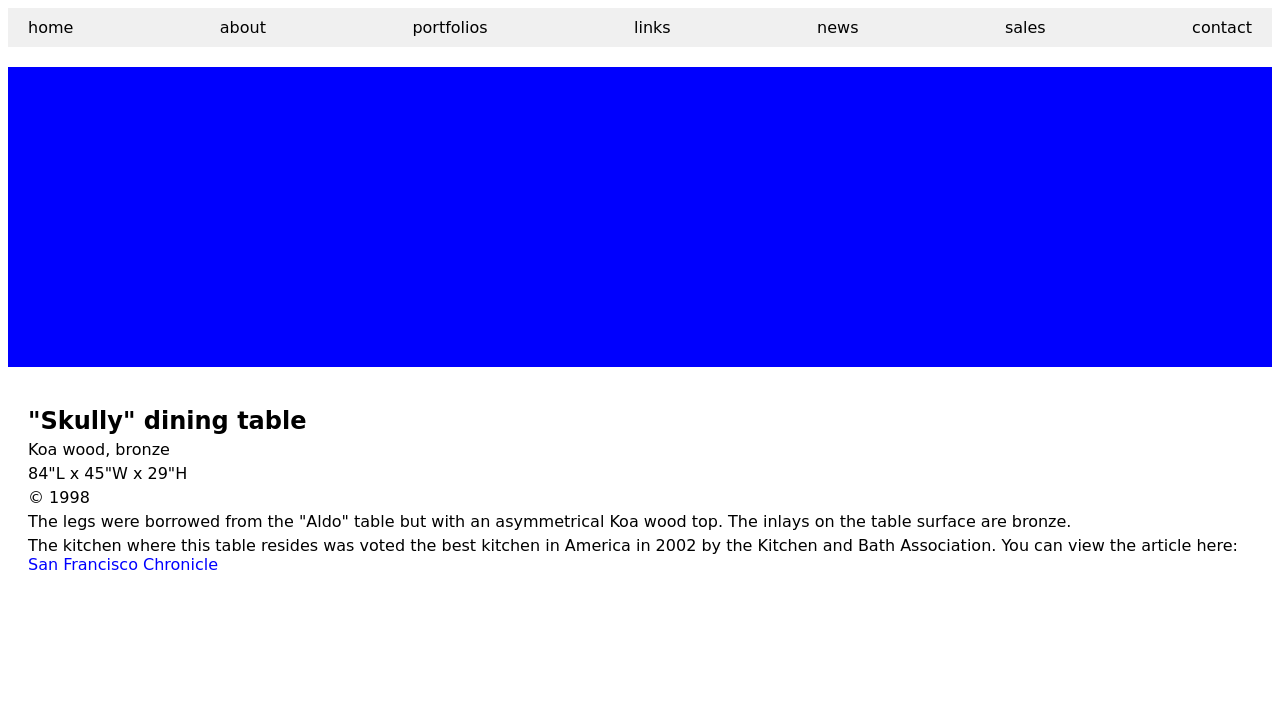 home about portfolios links news sales contact
"Skully" dining table
Koa wood, bronze
84"L x 45"W x 29"H
© 1998
The legs were borrowed from the "Aldo" table but with an asymmetrical Koa wood top. The inlays on the table surface are bronze.
The kitchen where this table resides was voted the best kitchen in America in 2002 by the Kitchen and Bath Association. You can view the article here:
San Francisco Chronicle